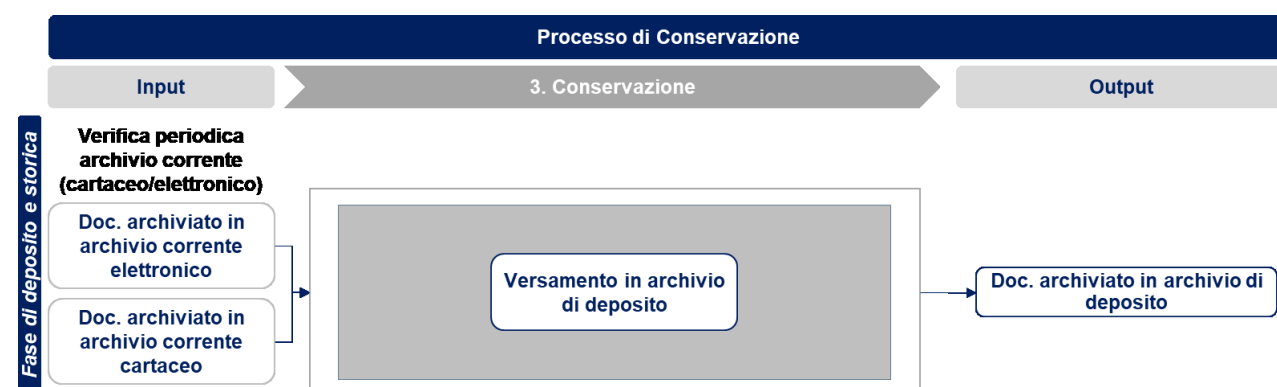 Processo di Conservazione
Input
3. Conservazione
Output
Fase di deposito e storica
Verifica periodica
archivio corrente
(cartaceo/elettronico)
Doc. archiviato in
archivio corrente
elettronico
Doc. archiviato in
archivio corrente
cartaceo
Versamento in archivio
di deposito
Doc. archiviato in archivio di
deposito